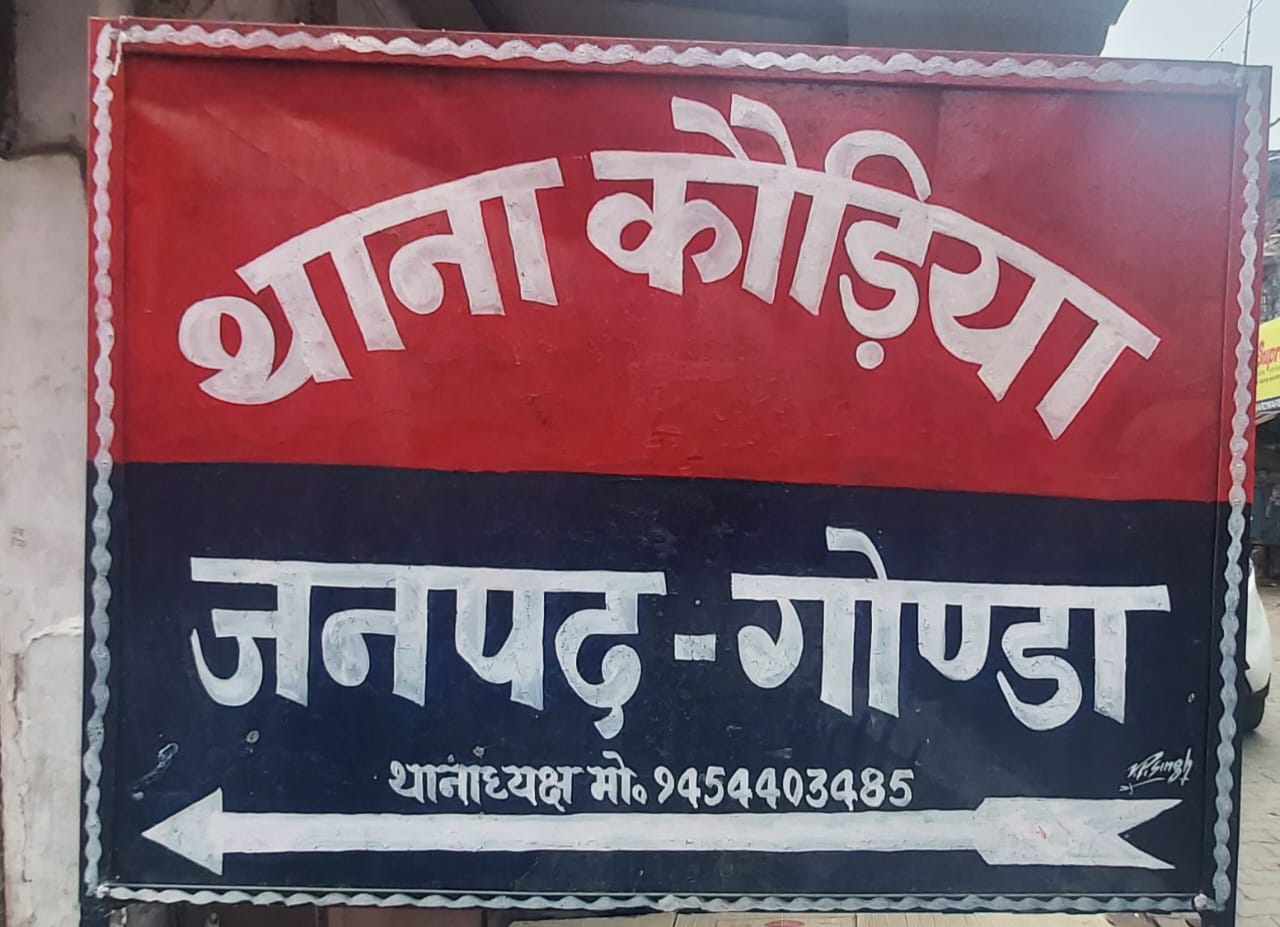 थाना कौड़िया
जनपद-गोण्डा
थानाध्यक्ष मो॰ 9454403485